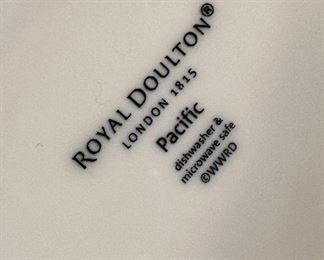 ROYAL DOULTON®
LONDON 1815
Pacific
dishwasher &
microwave safe
©WWRD